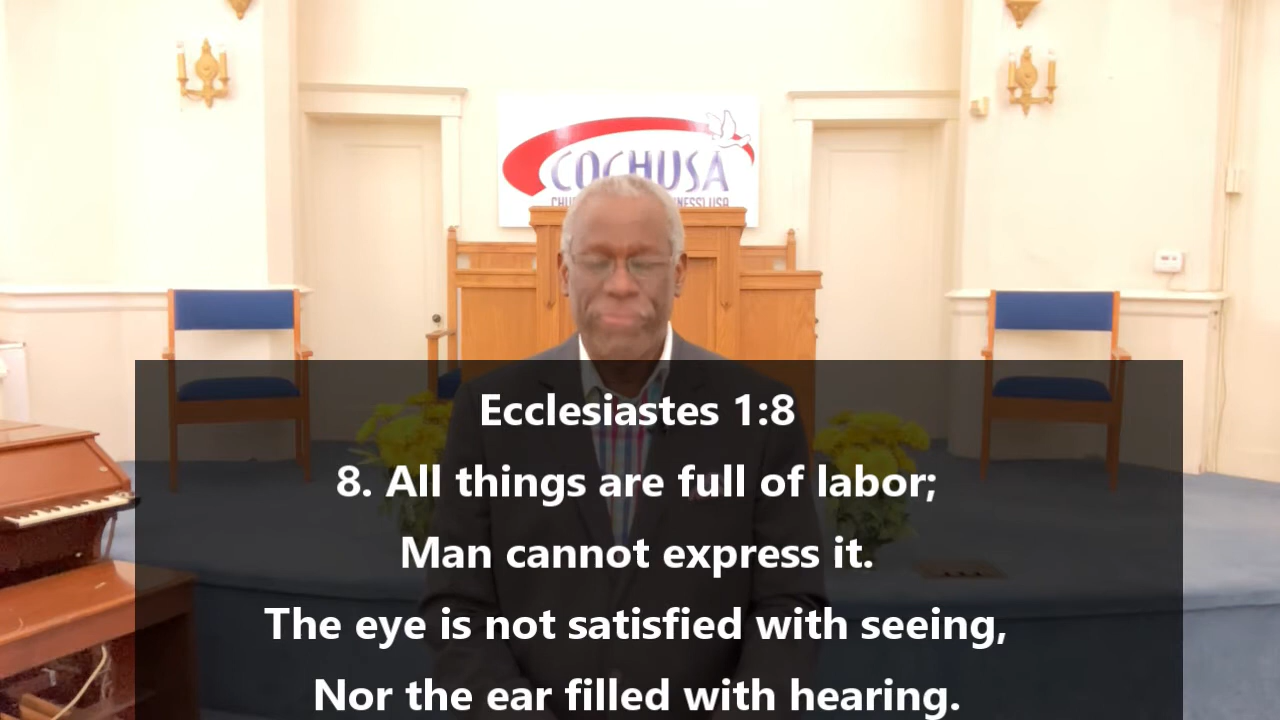 COCHUSA
USA
Ecclesiastes 1:8
8. All things are full of labor;
Man cannot express it.
The eye is not satisfied with seeing,
Nor the ear filled with hearing.